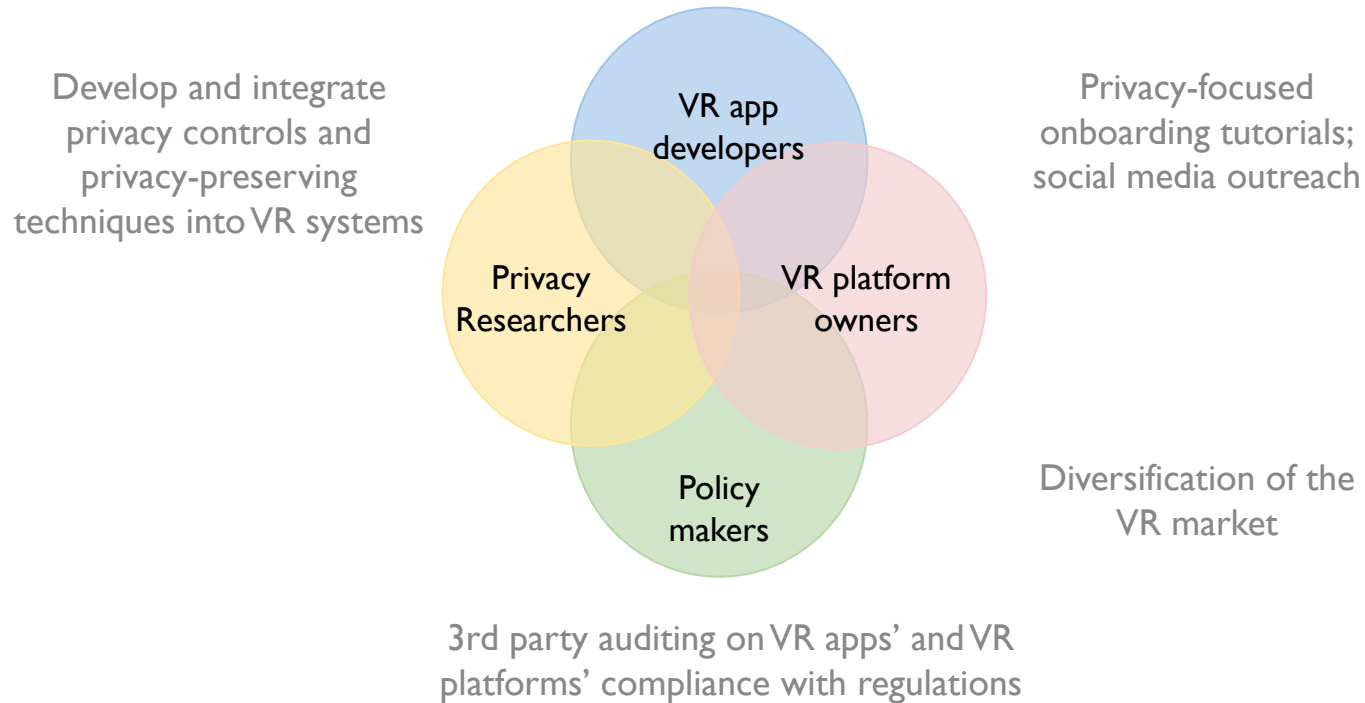 Develop and integrate
privacy controls and
privacy-preserving
techniques into VR systems
VR app
developers
Privacy-focused
onboarding tutorials;
social media outreach
Privacy
Researchers
VR platform
owners
Policy
makers
Diversification of the
VR market
3rd party auditing on VR apps’ and VR
platforms’ compliance with regulations